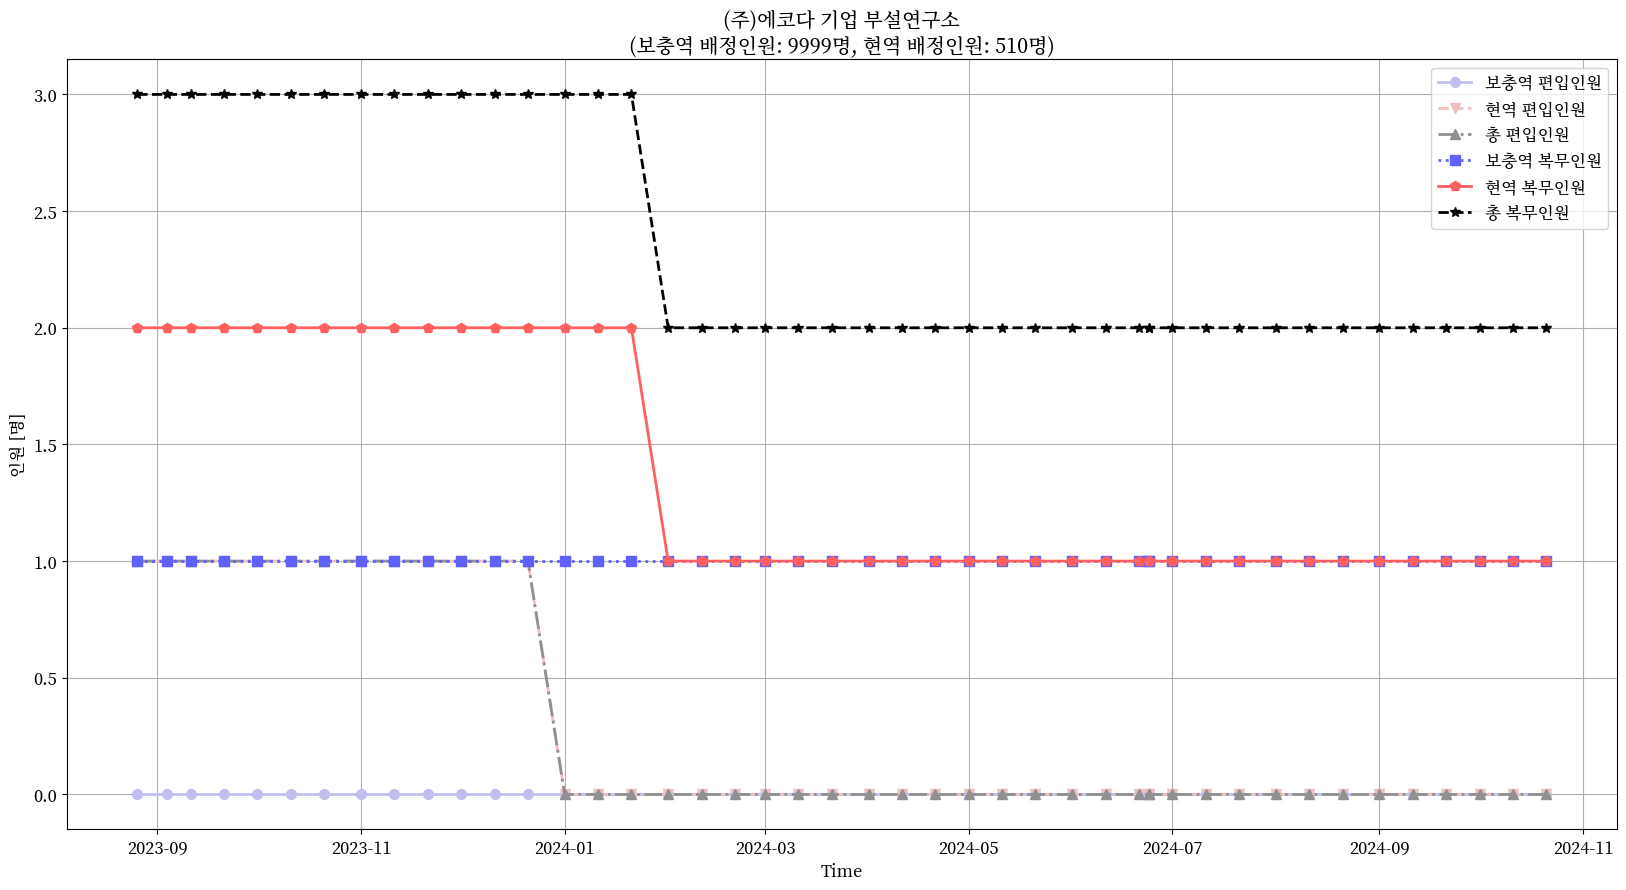 (주)에코다 기업 부설연구소
(보충역 배정인원: 9999명, 현역 배정인원: 510명)
보충역 편입인원
현역 편입인원
총 편입인원
보충역 복무인원
현역 복무인원
총 복무인원
인원 [명]
3.0
2.5
2.0
1.5
1.0
0.5
0.0
2023-09
2023-11
2024-01
2024-03
2024-05
2024-07
2024-09
2024-11
Time